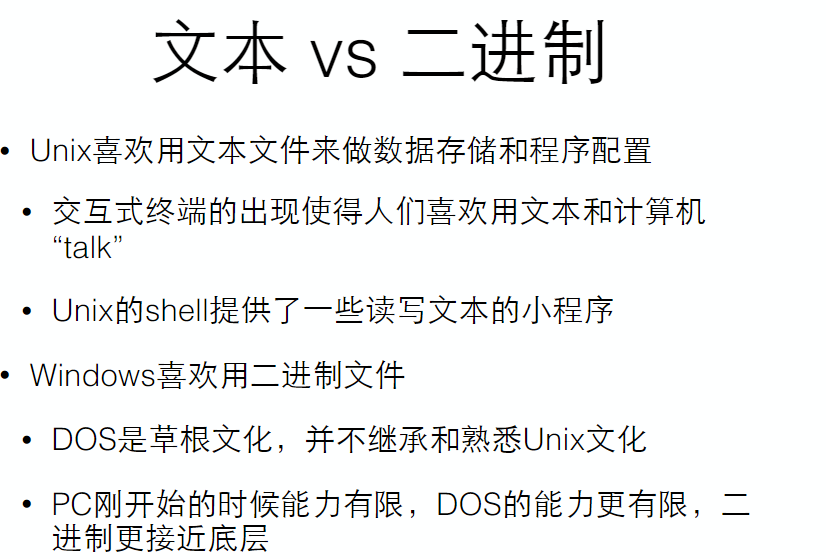 文本 vs 二进制
• Unix喜欢用文本文件来做数据存储和程序配置
• 交互式终端的出现使得人们喜欢用文本和计算机
“talk”
• Unix的shell提供了一些读写文本的小程序
• Windows喜欢用二进制文件
• DOS是草根文化，并不继承和熟悉Unix文化
• PC刚开始的时候能力有限，DOS的能力更有限，二
进制更接近底层